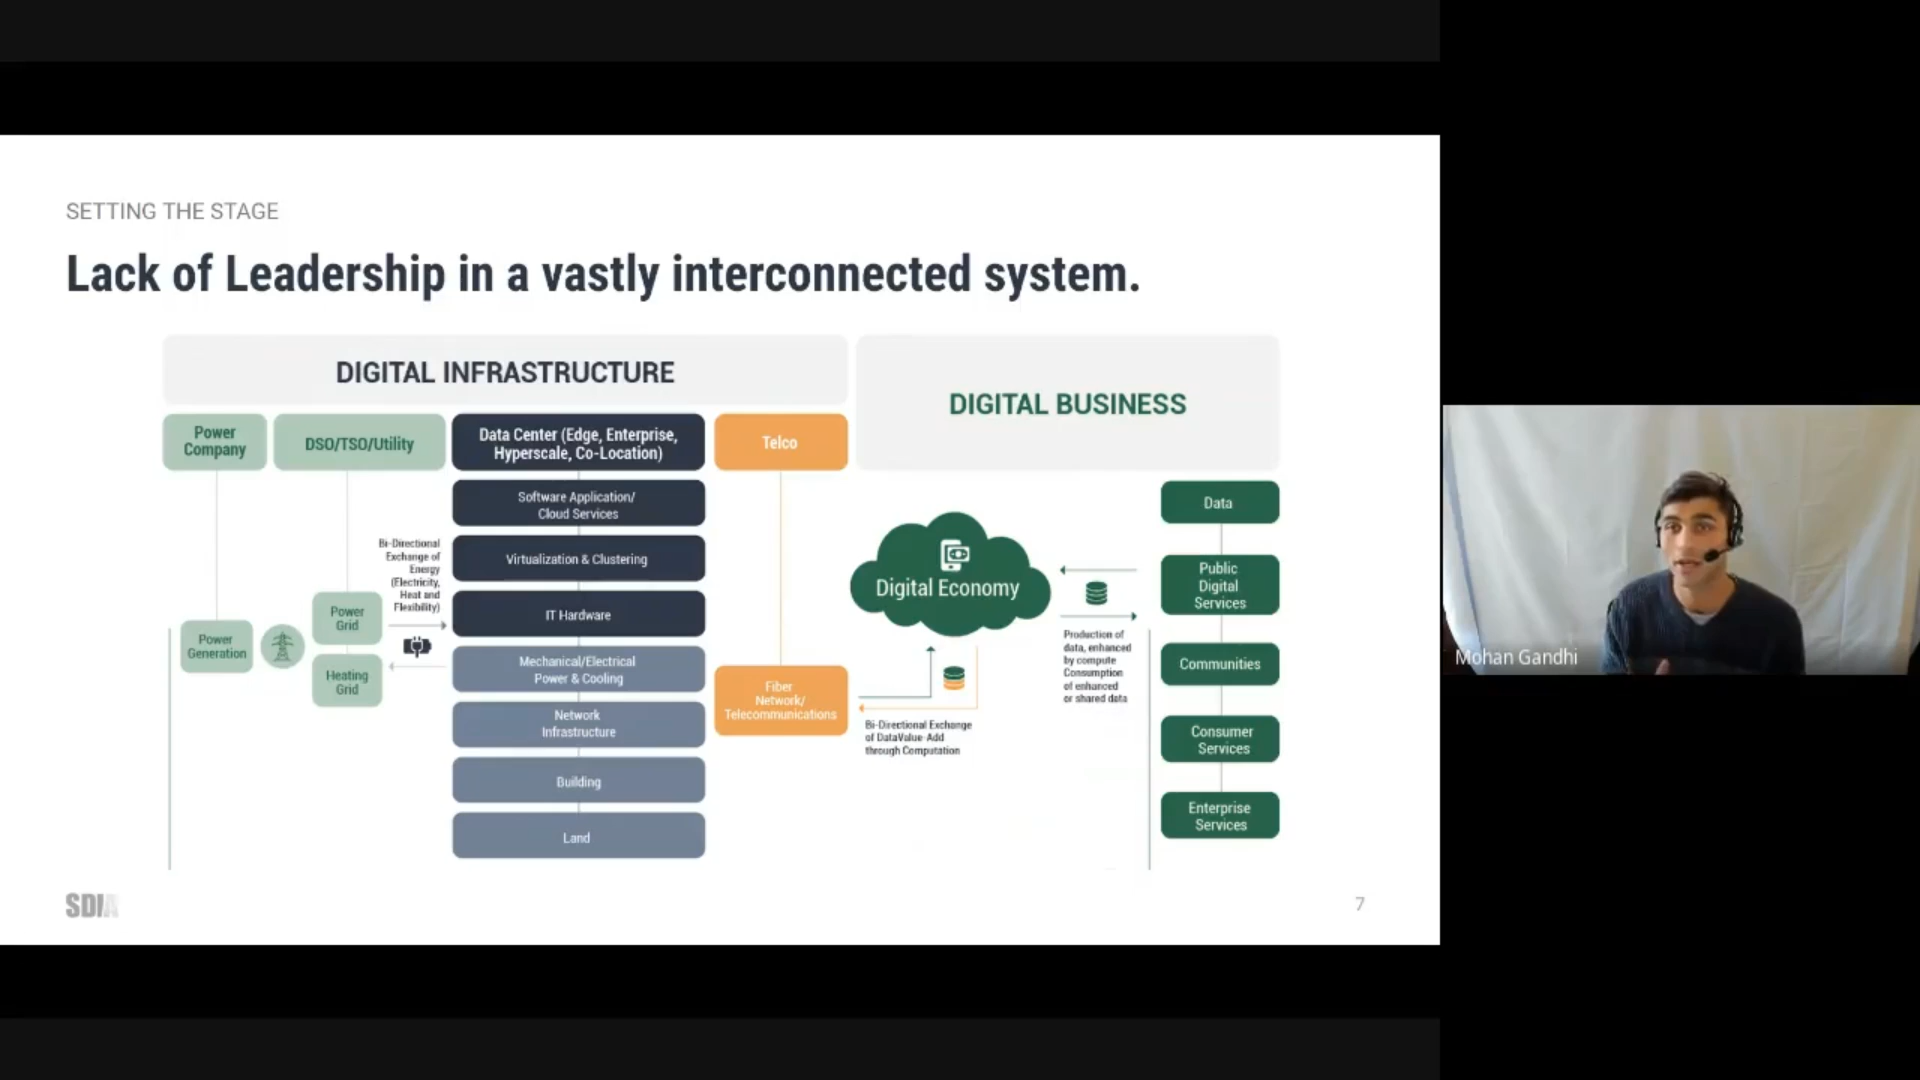 SETTING THE STAGE
Lack of Leadership in a vastly interconnected system.
DIGITAL INFRASTRUCTURE
DIGITAL BUSINESS
Power
Company
DSO/TSO/Utility
Data Center (Edge, Enterprise,
Hyperscale, Co-Location)
Telco
Software Application/
Cloud Services
Virtualization & Clustering
IT Hardware
Mechanical/Electrical
Power & Cooling
Network
Infrastructure
Building
Land
Bi-Directional
Exchange of
Energy
(Electricity,
Heat and
Flexibility)
Power
Generation
Power
Grid
Heating
Grid
Fiber
Network/
Telecommunications
Digital Economy
Bi-Directional Exchange
of DataValue-Add
through Computation
Production of
data, enhanced
by compute
Consumption
of enhanced
or shared data
Data
Public
Digital
Services
Communities
Consumer
Services
Enterprise
Services
SDIA
7
Mohan Gandhi